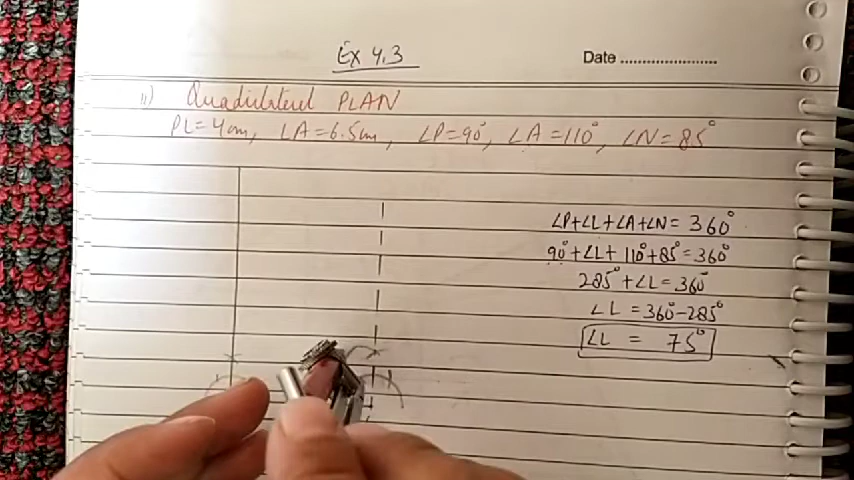 Ex 4.3
Date ........................
ii) Quadrilateral PLAN
PL=4cm, LA=6.5cm, ∠P=90°, ∠A=110°, ∠N=85°
∠P+∠L+∠A+∠N=360°
90°+∠L+110°+85°=360°
285°+∠L=360°
∠L=360°-285°
∠L = 75°